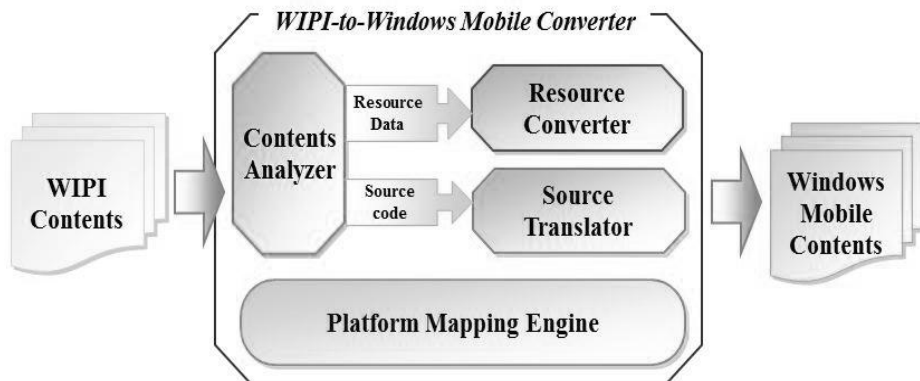 WIPI-to-Windows Mobile Converter
WIPI
Contents
Contents
Analyzer
Resource
Data
Source
code
Resource
Converter
Source
Translator
Platform Mapping Engine
Windows
Mobile
Contents